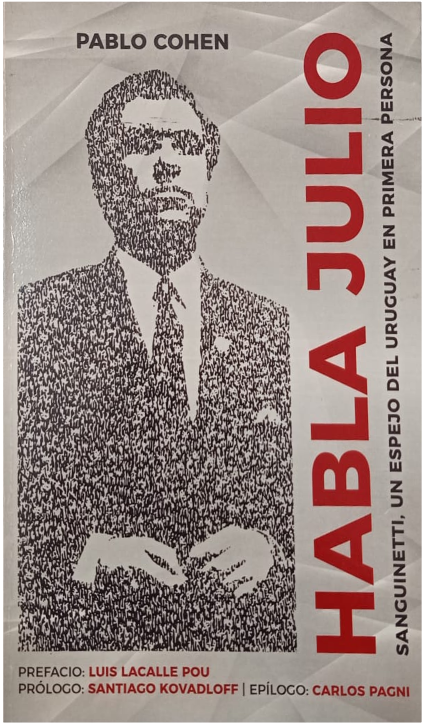 PABLO COHEN
HABLA JULIO
SANGUINETTI, UN ESPEJO DEL URUGUAY EN PRIMERA PERSONA
PREFACIO: LUIS LACALLE POU
PRÓLOGO: SANTIAGO KOVADLOFF | EPÍLOGO: CARLOS PAGNI